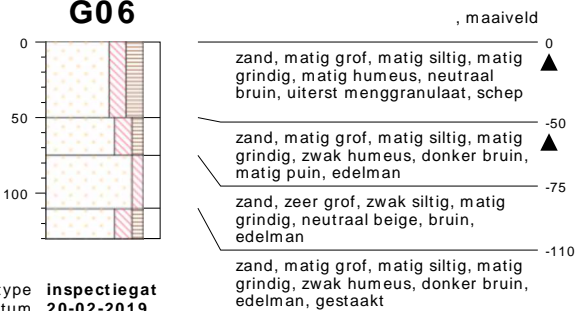 G06
, maaiveld
0
0
zand, matig grof, matig siltig, matig
grindig, matig humeus, neutraal
bruin, uiterst menggranulaat, schep
50
-50
zand, matig grof, matig siltig, matig
grindig, zwak humeus, donker bruin,
matig puin, edelman
-75
100
zand, zeer grof, zwak siltig, matig
grindig, neutraal beige, bruin,
edelman
-110
zand, matig grof, matig siltig, matig
grindig, zwak humeus, donker bruin,
edelman, gestaakt
type inspectiegat
tum 20-02-2019